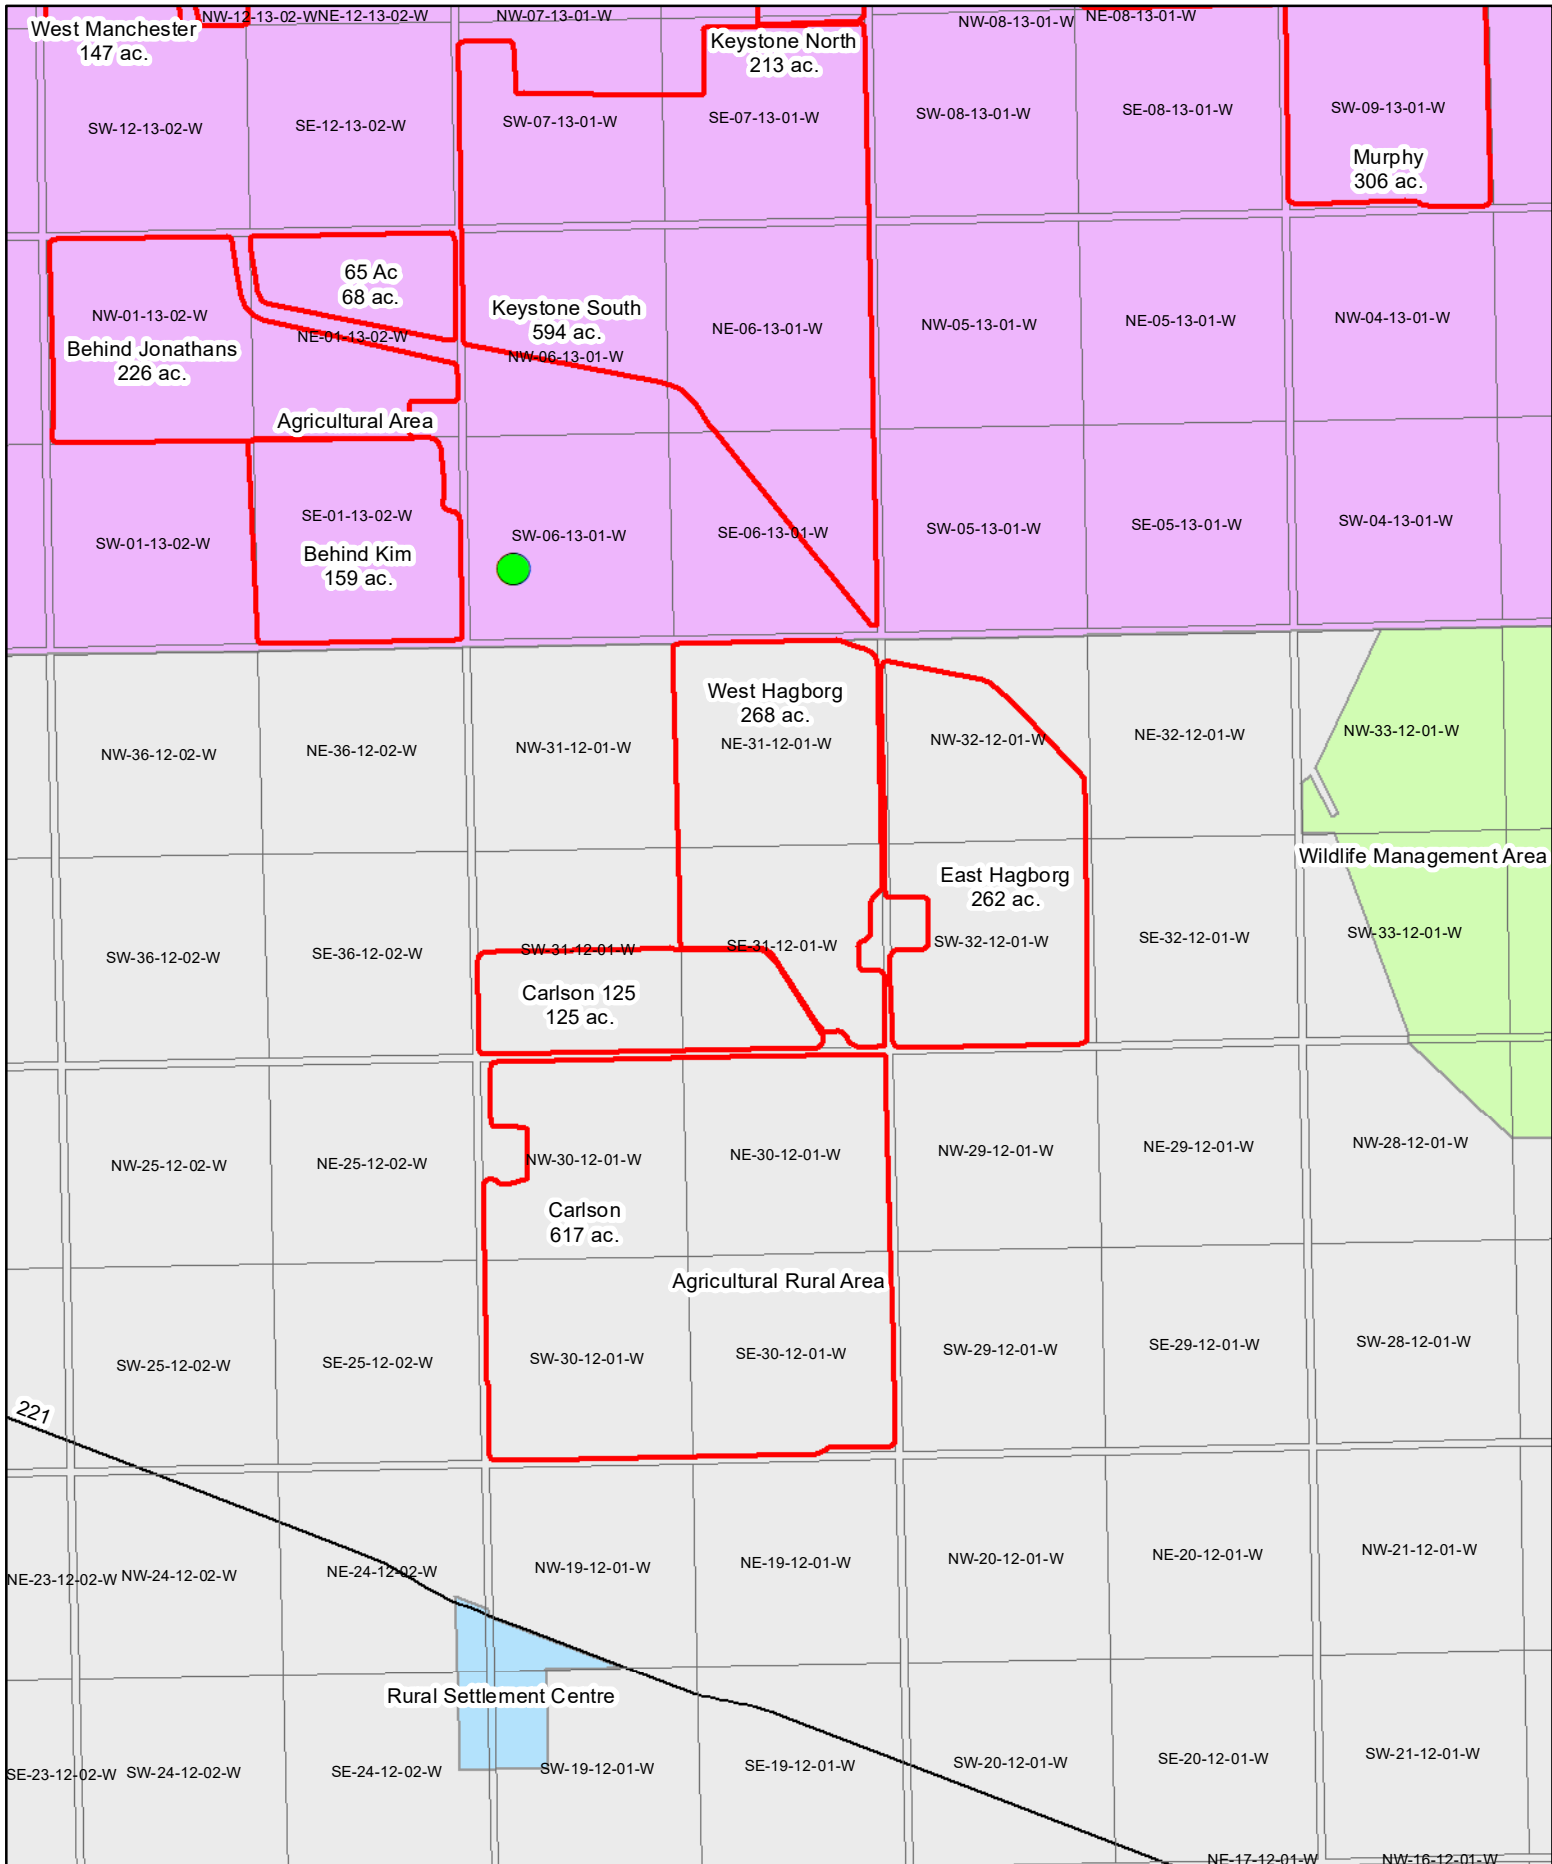 NW-12-13-02-W
NE-12-13-02-W
NW-07-13-01-W
NW-08-13-01-W
NE-08-13-01-W
West Manchester
147 ac.
Keystone North
213 ac.
SW-12-13-02-W
SE-12-13-02-W
SW-07-13-01-W
SE-07-13-01-W
SW-08-13-01-W
SE-08-13-01-W
SW-09-13-01-W
Murphy
306 ac.
65 Ac
68 ac.
NW-01-13-02-W
NE-01-13-02-W
Behind Jonathans
226 ac.
Keystone South
594 ac.
NW-06-13-01-W
NE-06-13-01-W
NW-05-13-01-W
NE-05-13-01-W
NW-04-13-01-W
Agricultural Area
SW-01-13-02-W
SE-01-13-02-W
Behind Kim
159 ac.
SW-06-13-01-W
SE-06-13-01-W
SW-05-13-01-W
SE-05-13-01-W
SW-04-13-01-W
West Hagborg
268 ac.
NW-36-12-02-W
NE-36-12-02-W
NW-31-12-01-W
NE-31-12-01-W
NW-32-12-01-W
NE-32-12-01-W
NW-33-12-01-W
Wildlife Management Area
East Hagborg
262 ac.
SW-36-12-02-W
SE-36-12-02-W
SW-31-12-01-W
SE-31-12-01-W
SW-32-12-01-W
SE-32-12-01-W
SW-33-12-01-W
Carlson 125
125 ac.
NW-25-12-02-W
NE-25-12-02-W
NW-30-12-01-W
NE-30-12-01-W
NW-29-12-01-W
NE-29-12-01-W
NW-28-12-01-W
Carlson
617 ac.
Agricultural Rural Area
SW-25-12-02-W
SE-25-12-02-W
SW-30-12-01-W
SE-30-12-01-W
SW-29-12-01-W
SE-29-12-01-W
SW-28-12-01-W
221
NE-23-12-02-W
NW-24-12-02-W
NE-24-12-02-W
NW-19-12-01-W
NE-19-12-01-W
NW-20-12-01-W
NE-20-12-01-W
NW-21-12-01-W
Rural Settlement Centre
SE-23-12-02-W
SW-24-12-02-W
SE-24-12-02-W
SW-19-12-01-W
SE-19-12-01-W
SW-20-12-01-W
SE-20-12-01-W
SW-21-12-01-W
NE-17-12-01-W
NW-16-12-01-W